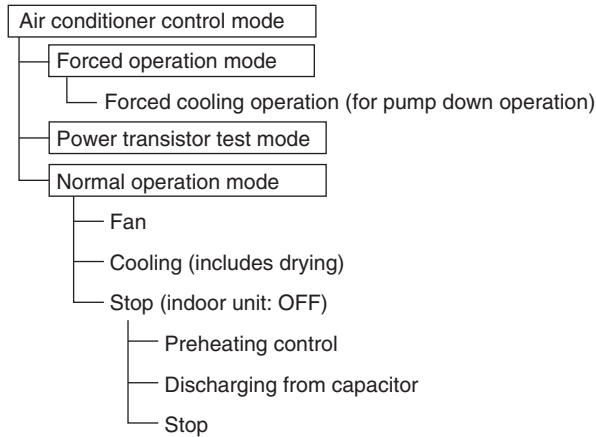 Air conditioner control mode
Forced operation mode
Forced cooling operation (for pump down operation)
Power transistor test mode
Normal operation mode
Fan
Cooling (includes drying)
Stop (indoor unit: OFF)
Preheating control
Discharging from capacitor
Stop